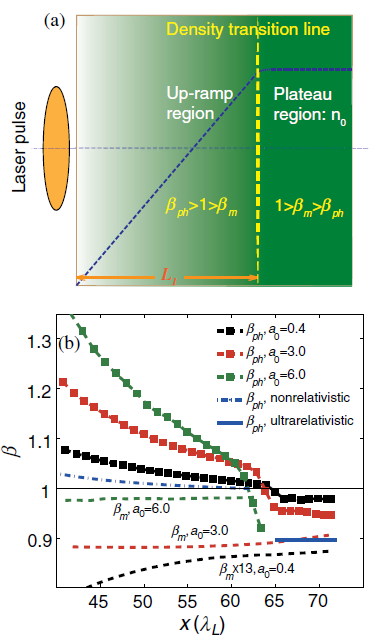 (a)
Density transition line
Laser pulse
Up-ramp
region
Plateau
region: n0
βph>1>βm
1>βm>βph
(b)
βph, a0=0.4
βph, a0=3.0
βph, a0=6.0
βph, nonrelativistic
βph, ultrarelativistic
1.3
1.2
1.1
1
0.9
β
βm, a0=6.0
βm, a0=3.0
βm×13, a0=0.4
45 50 55 60 65 70
x (λL)